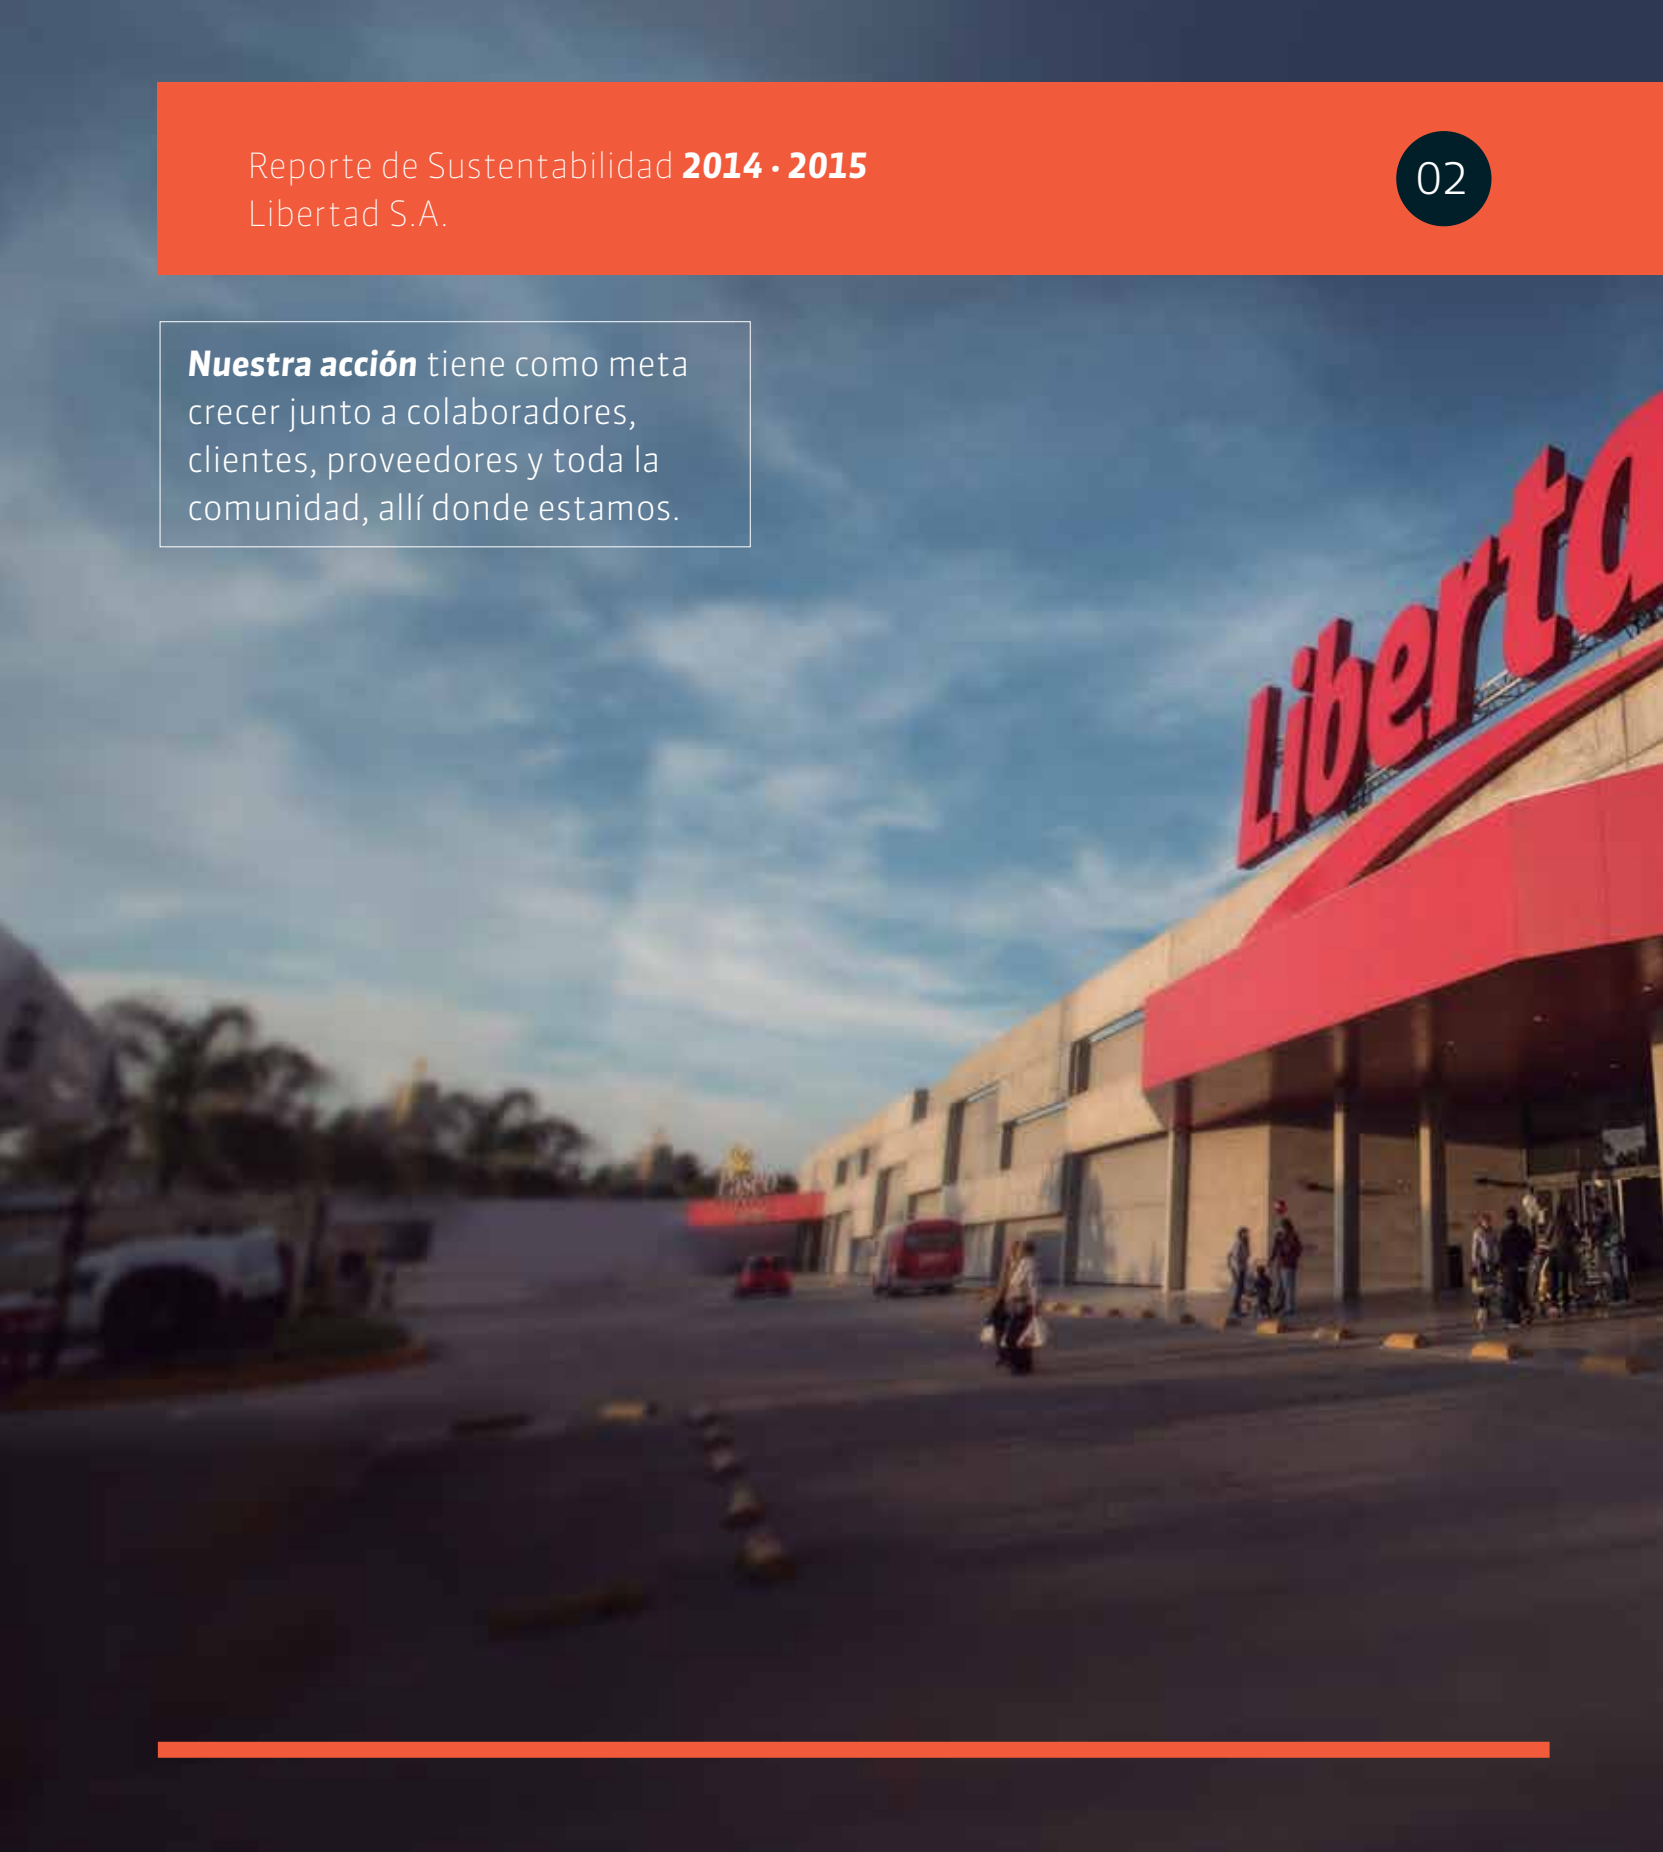 Reporte de Sustentabilidad 2014 · 2015
Libertad S.A.
02
Nuestra acción tiene como meta
crecer junto a colaboradores,
clientes, proveedores y toda la
comunidad, allí donde estamos.
Liberta
Paseo